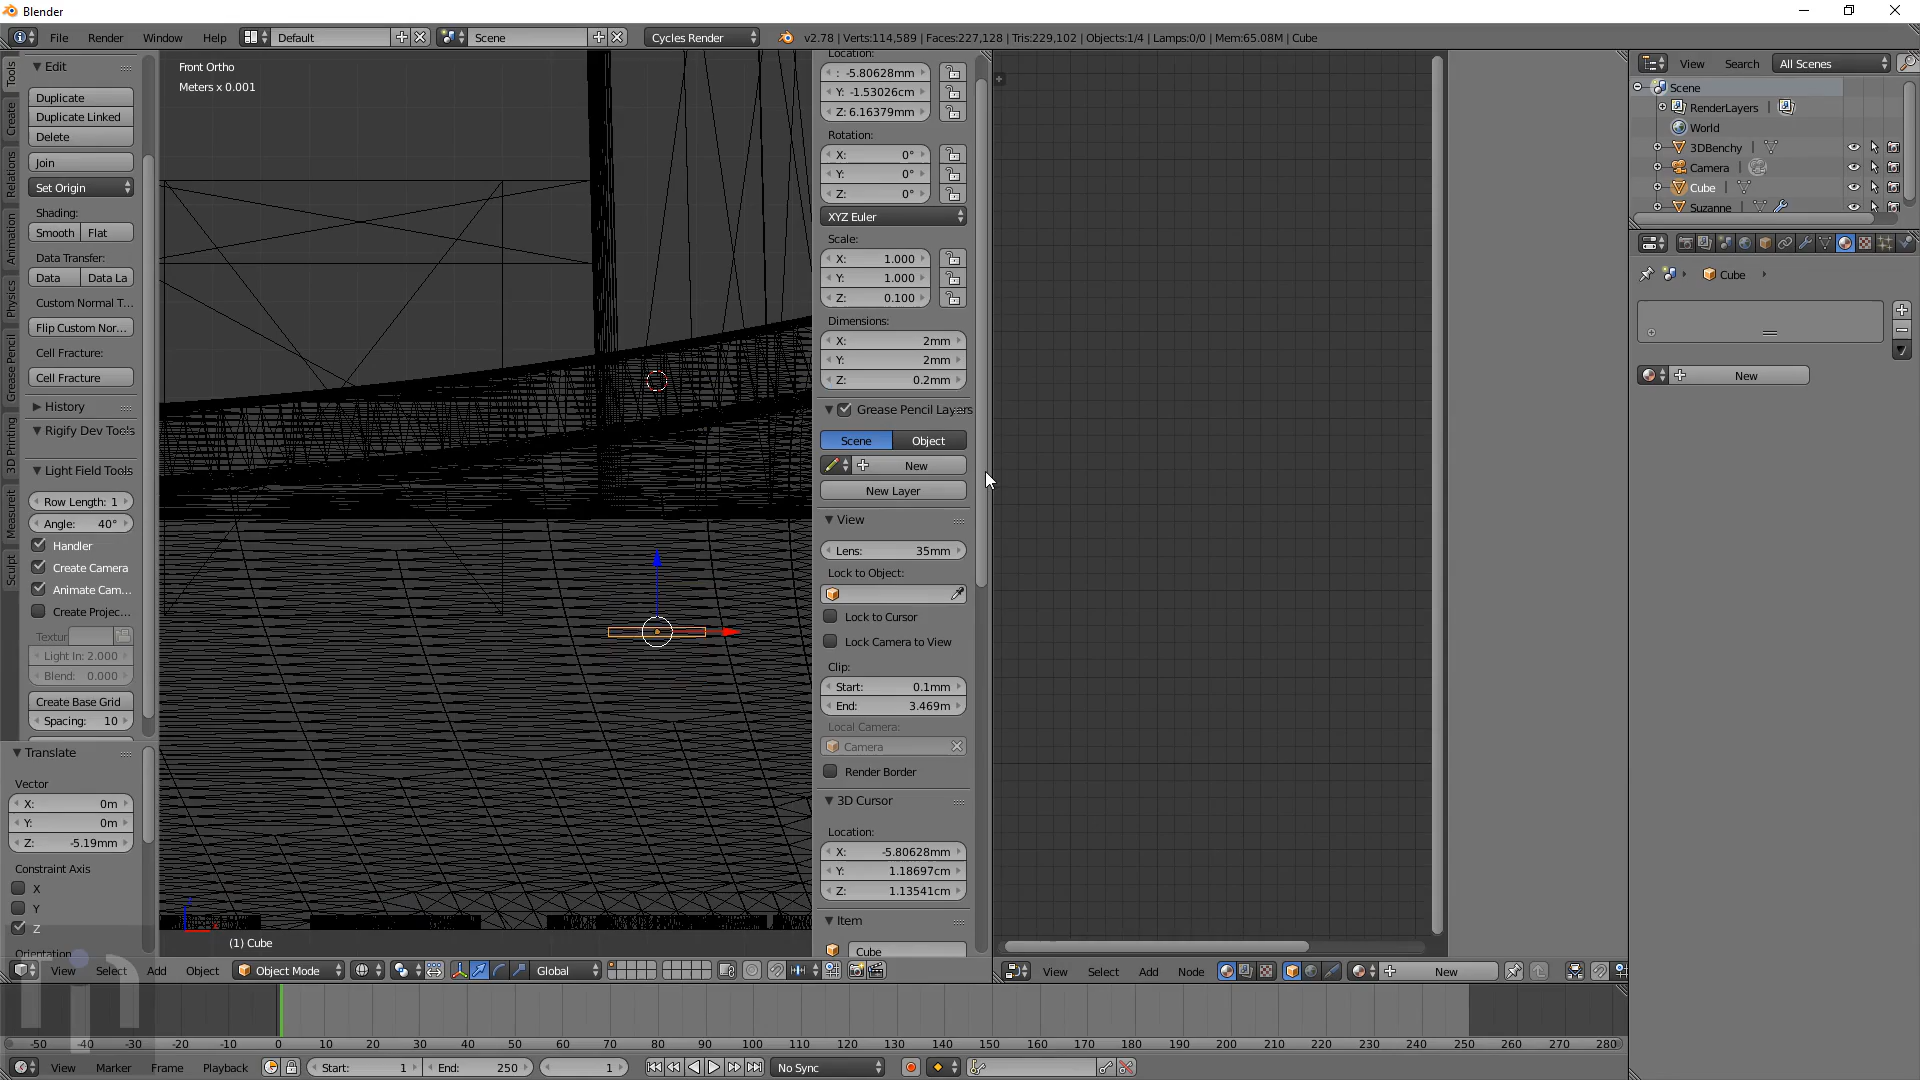 Blender
File Render Window Help Default Scene Cycles Render v2.78 | Verts:114,589 | Faces:227,128 | Tris:229,102 | Objects:1/4 | Lamps:0/0 | Mem:65.08M | Cube
Tools
Create
Relations
Animation
Physics
Grease Pencil
3D Printing
Measureit
Sculpt
Edit
Duplicate
Duplicate Linked
Delete
Join
Set Origin
Shading:
Smooth Flat
Data Transfer:
Data Data La
Custom Normal T...
Flip Custom Nor...
Cell Fracture:
Cell Fracture
History
Rigify Dev Tools
Light Field Tools
Row Length: 1
Angle: 40°
Handler
Create Camera
Animate Cam...
Create Projec...
Textur
Light In: 2.000
Blend: 0.000
Create Base Grid
Spacing: 10
Translate
Vector
X: 0m
Y: 0m
Z: -5.19mm
Constraint Axis
X
Y
Z
Orientation
Front Ortho
Meters x 0.001
(1) Cube
Location:
: -5.80628mm
Y: -1.53026cm
Z: 6.16379mm
Rotation:
X: 0°
Y: 0°
Z: 0°
XYZ Euler
Scale:
X: 1.000
Y: 1.000
Z: 0.100
Dimensions:
X: 2mm
Y: 2mm
Z: 0.2mm
Grease Pencil Layers
Scene Object
New
New Layer
View
Lens: 35mm
Lock to Object:
Lock to Cursor
Lock Camera to View
Clip:
Start: 0.1mm
End: 3.469m
Local Camera:
Camera
Render Border
3D Cursor
Location:
X: -5.80628mm
Y: 1.18697cm
Z: 1.13541cm
Item
Cube
View Search All Scenes
Scene
RenderLayers
World
3DBenchy
Camera
Cube
Suzanne
Cube
New
View Select Add Object Object Mode Global
View Select Add Node New
-50 -40 -30 -20 -10 0 10 20 30 40 50 60 70 80 90 100 110 120 130 140 150 160 170 180 190 200 210 220 230 240 250 260 270 280
View Marker Frame Playback Start: 1 End: 250 1 No Sync